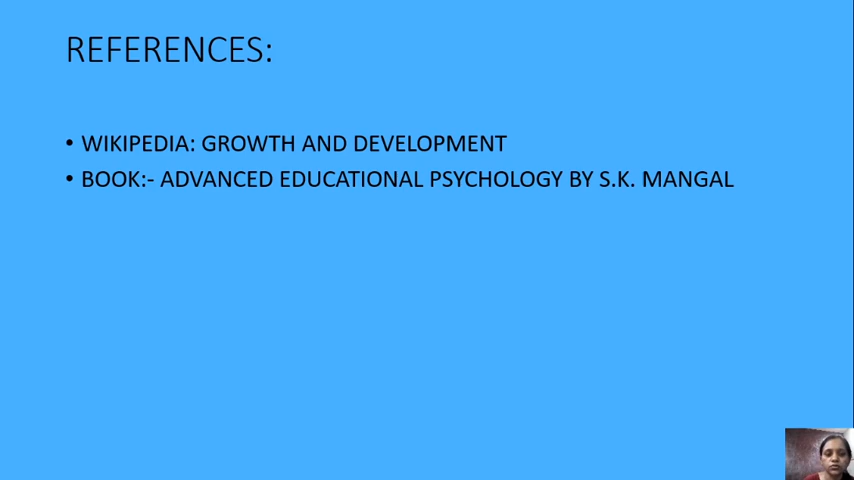 REFERENCES:
• WIKIPEDIA: GROWTH AND DEVELOPMENT
• BOOK:- ADVANCED EDUCATIONAL PSYCHOLOGY BY S.K. MANGAL